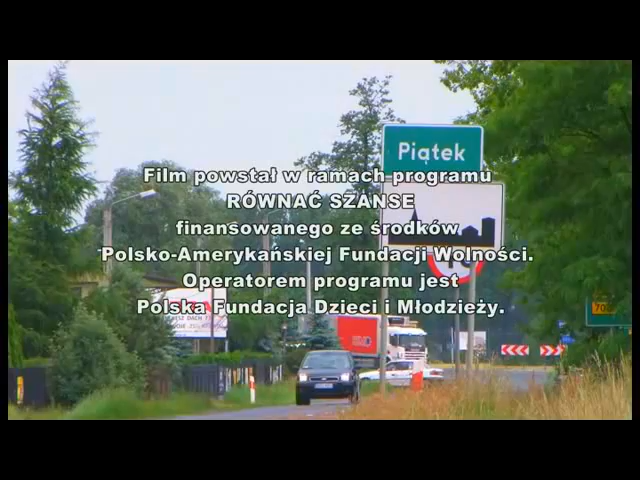 Piątek
Film powstał w ramach programu
RÓWNAĆ SZANSE
finansowanego ze środków
Polsko-Amerykańskiej Fundacji Wolności.
Operatorem programu jest
Polska Fundacja Dzieci i Młodzieży.